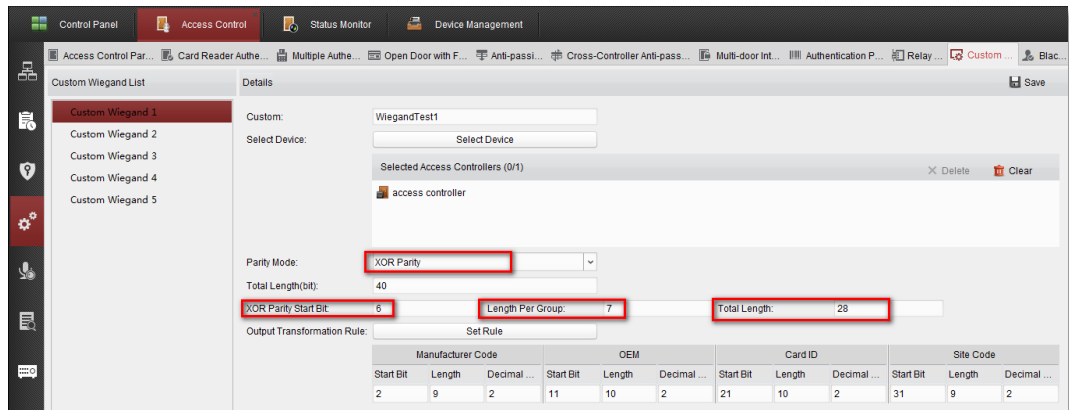 Control Panel Access Control Status Monitor Device Management
Access Control Par... Card Reader Authe... Multiple Authe... Open Door with F... Anti-passi... Cross-Controller Anti-pass... Multi-door Int... Authentication P... Relay ... Custom ... Blac...
Custom Wiegand List Details Save
Custom Wiegand 1
Custom Wiegand 2
Custom Wiegand 3
Custom Wiegand 4
Custom Wiegand 5
Custom: WiegandTest1
Select Device: Select Device
Selected Access Controllers (0/1) Delete Clear
access controller
Parity Mode: XOR Parity
Total Length(bit): 40
XOR Parity Start Bit: 6 Length Per Group: 7 Total Length: 28
Output Transformation Rule: Set Rule
Manufacturer Code OEM Card ID Site Code
Start Bit Length Decimal ... Start Bit Length Decimal ... Start Bit Length Decimal ... Start Bit Length Decimal ...
2 9 2 11 10 2 21 10 2 31 9 2